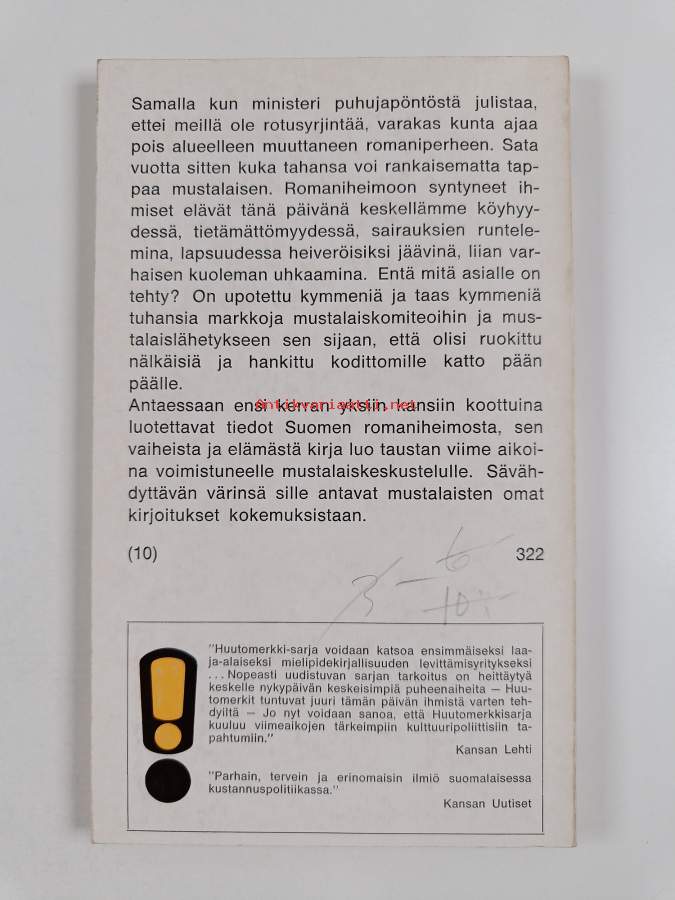 Samalla kun ministeri puhujapöntöstä julistaa,
ettei meillä ole rotusyrjintää, varakas kunta ajaa
pois alueelleen muuttaneen romaniperheen. Sata
vuotta sitten kuka tahansa voi rankaisematta tap-
paa mustalaisen. Romaniheimoon syntyneet ih-
miset elävät tänä päivänä keskellämme köyhyy-
dessä, tietämättömyydessä, sairauksien runtele-
mina, lapsuudessa heiveröisiksi jäävinä, liian var-
haisen kuoleman uhkaamina. Entä mitä asialle on
tehty? On upotettu kymmeniä ja taas kymmeniä
tuhansia markkoja mustalaiskomiteoihin ja mus-
talaislähetykseen sen sijaan, että olisi ruokittu
nälkäisiä ja hankittu kodittomille katto pään
päälle.
Antaessaan ensi kerran yksiin kansiin koottuina
Antikvariaatti.net
luotettavat tiedot Suomen romaniheimosta, sen
vaiheista ja elämästä kirja luo taustan viime aikoi-
na voimistuneelle mustalaiskeskustelulle. Säväh-
dyttävän värinsä sille antavat mustalaisten omat
kirjoitukset kokemuksistaan.
(10) 322
"Huutomerkki-sarja voidaan katsoa ensimmäiseksi laa-
ja-alaiseksi mielipidekirjallisuuden levittämisyritykseksi
... Nopeasti uudistuvan sarjan tarkoitus on heittäytyä
keskelle nykypäivän keskeisimpiä puheenaiheita — Huu-
tomerkit tuntuvat juuri tämän päivän ihmistä varten teh-
dyiltä — Jo nyt voidaan sanoa, että Huutomerkkisarja
kuuluu viimeaikojen tärkeimpiin kulttuuripoliittisiin ta-
pahtumiin."
Kansan Lehti
"Parhain, tervein ja erinomaisin ilmiö suomalaisessa
kustannuspolitiikassa."
Kansan Uutiset